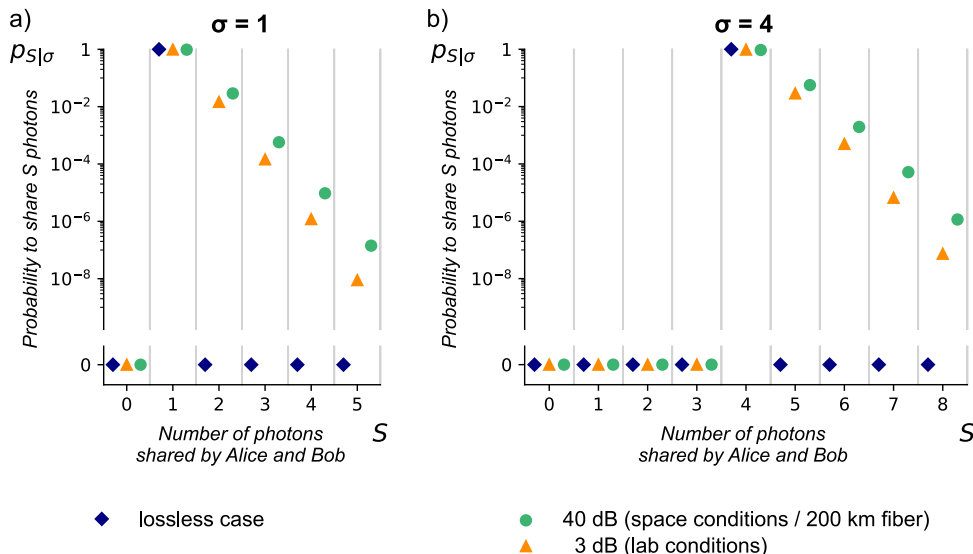 a)
σ = 1
p_{S|σ}
Probability to share S photons
1
10^{-2}
10^{-4}
10^{-6}
10^{-8}
0
0 1 2 3 4 5
Number of photons
shared by Alice and Bob
S
b)
σ = 4
p_{S|σ}
Probability to share S photons
1
10^{-2}
10^{-4}
10^{-6}
10^{-8}
0
0 1 2 3 4 5 6 7 8
Number of photons
shared by Alice and Bob
S
lossless case
40 dB (space conditions / 200 km fiber)
3 dB (lab conditions)